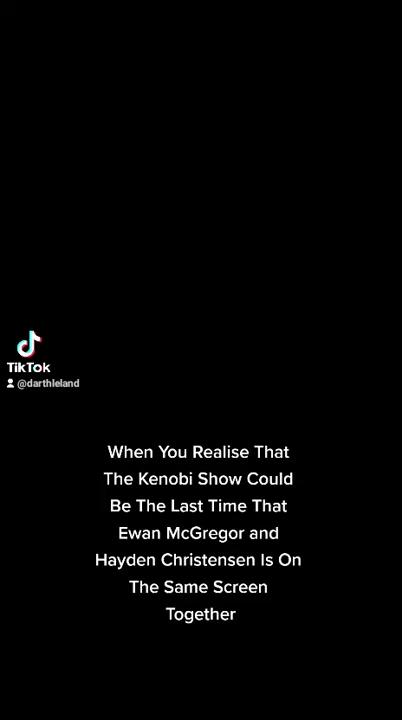 TikTok
@darthleland
When You Realise That
The Kenobi Show Could
Be The Last Time That
Ewan McGregor and
Hayden Christensen Is On
The Same Screen
Together